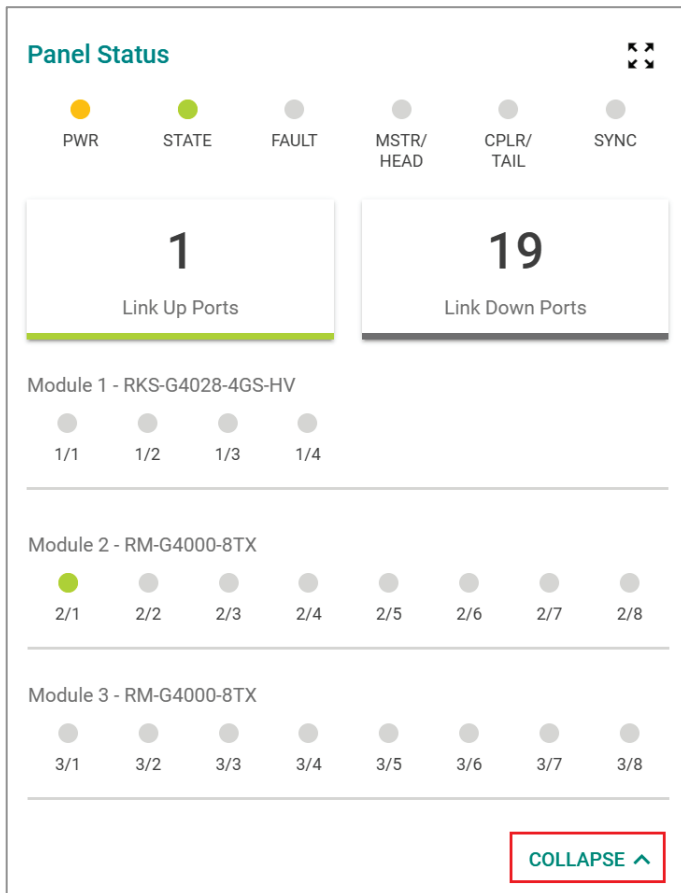 Panel Status
PWR STATE FAULT MSTR/ CPLR/ SYNC
HEAD TAIL
1 19
Link Up Ports Link Down Ports
Module 1 - RKS-G4028-4GS-HV
1/1 1/2 1/3 1/4
Module 2 - RM-G4000-8TX
2/1 2/2 2/3 2/4 2/5 2/6 2/7 2/8
Module 3 - RM-G4000-8TX
3/1 3/2 3/3 3/4 3/5 3/6 3/7 3/8
COLLAPSE